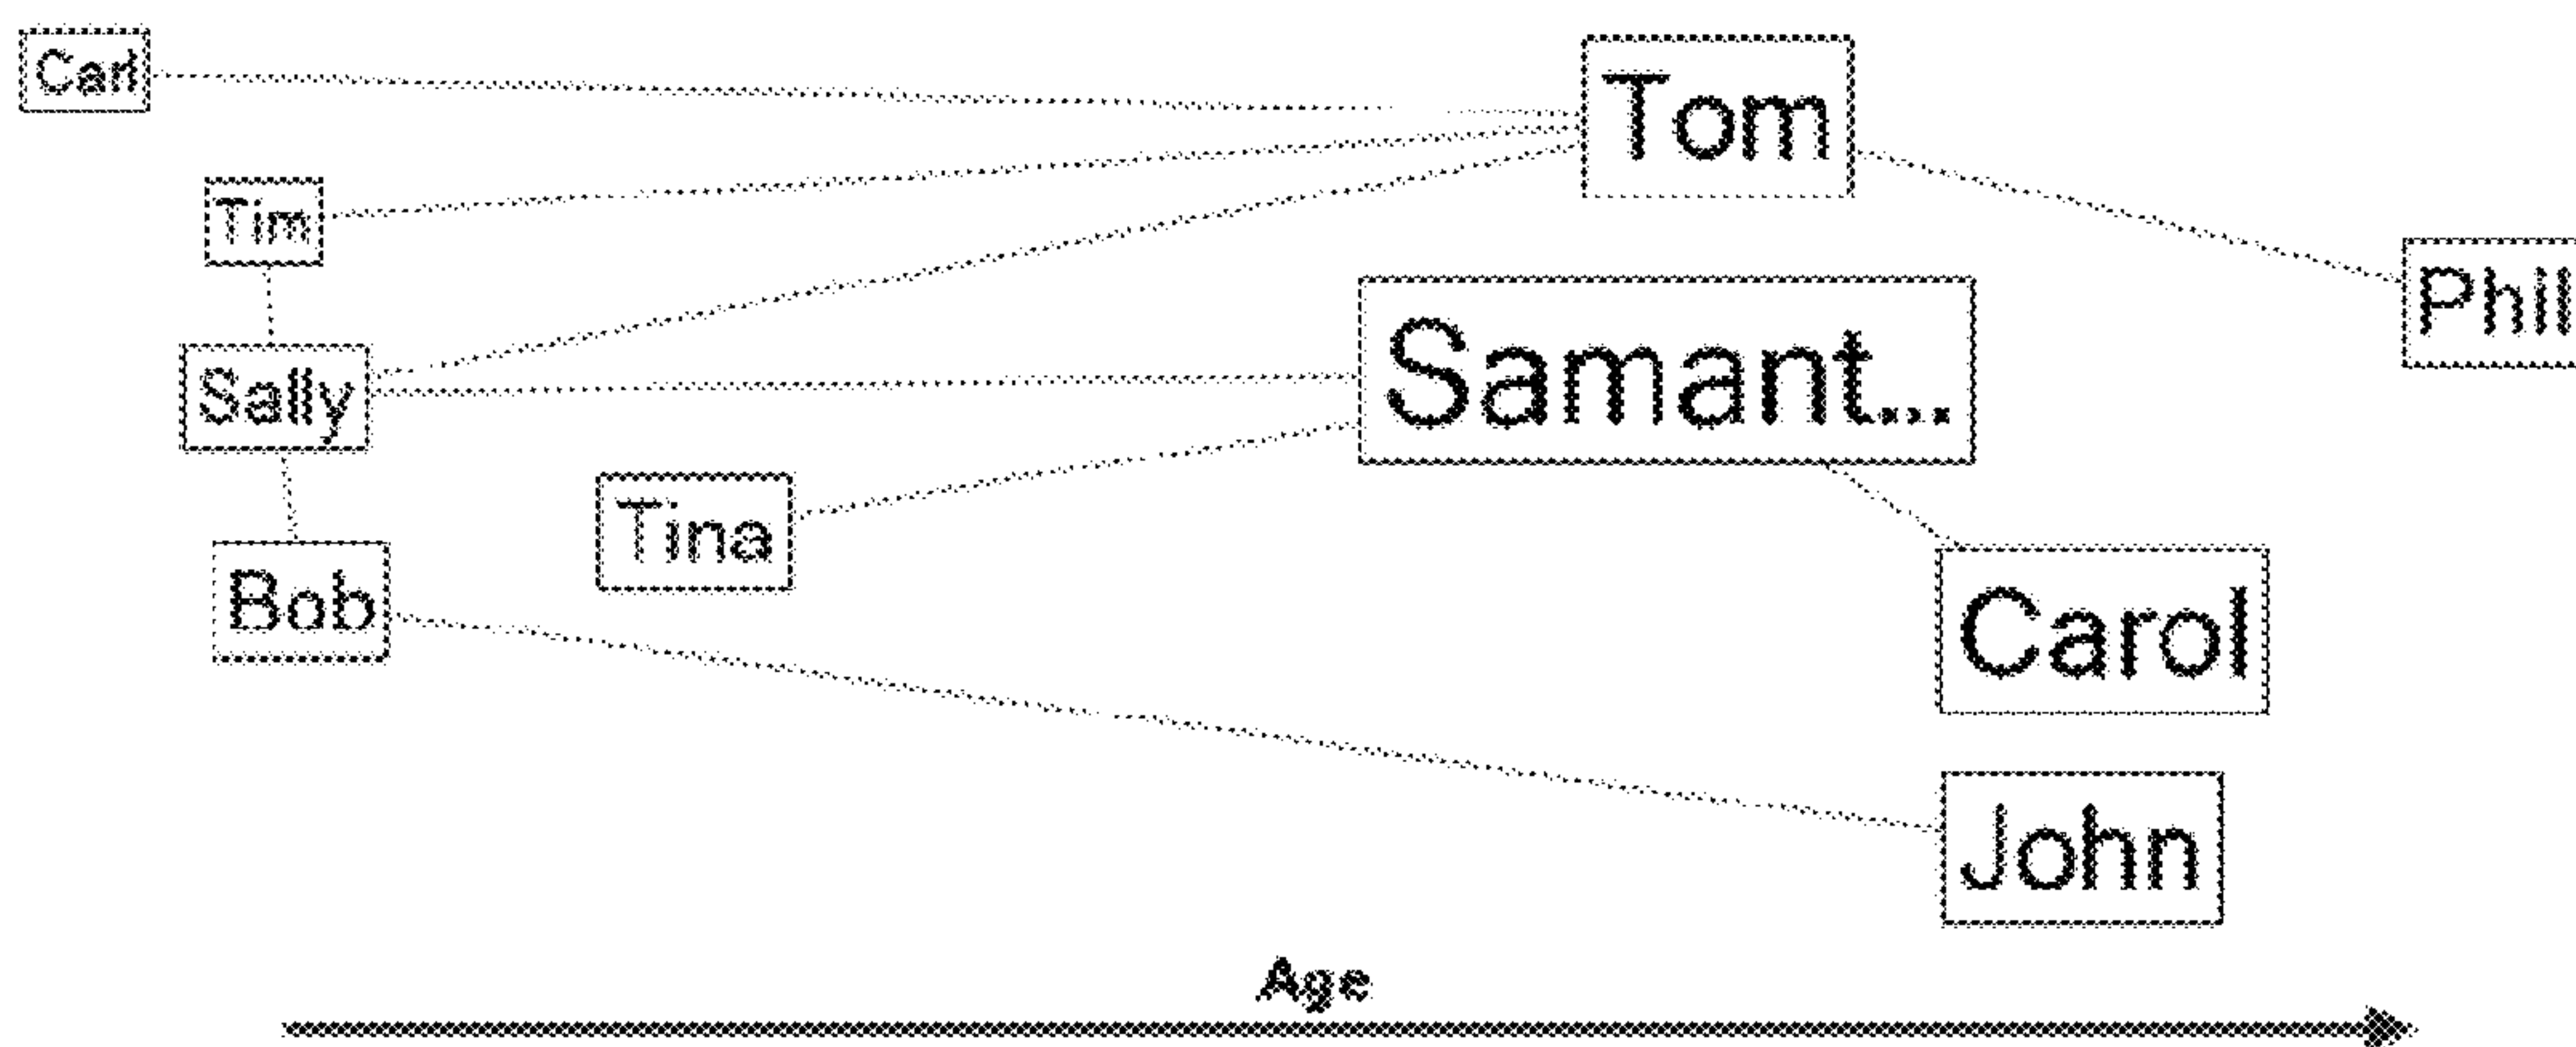 Carl
Tom
Tim
Phil
Samant...
Sally
Tina
Bob
Carol
John
Age